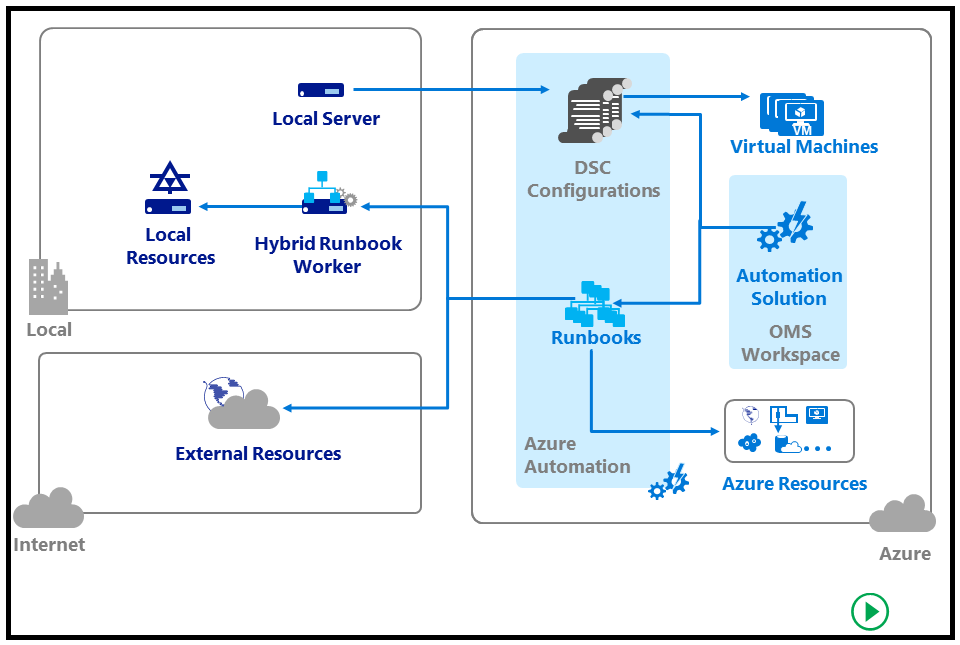 Local Server
Local
Resources
Hybrid Runbook
Worker
Local
External Resources
Internet
DSC
Configurations
VM
Virtual Machines
Automation
Solution
OMS
Workspace
Runbooks
Azure
Automation
Azure Resources
Azure